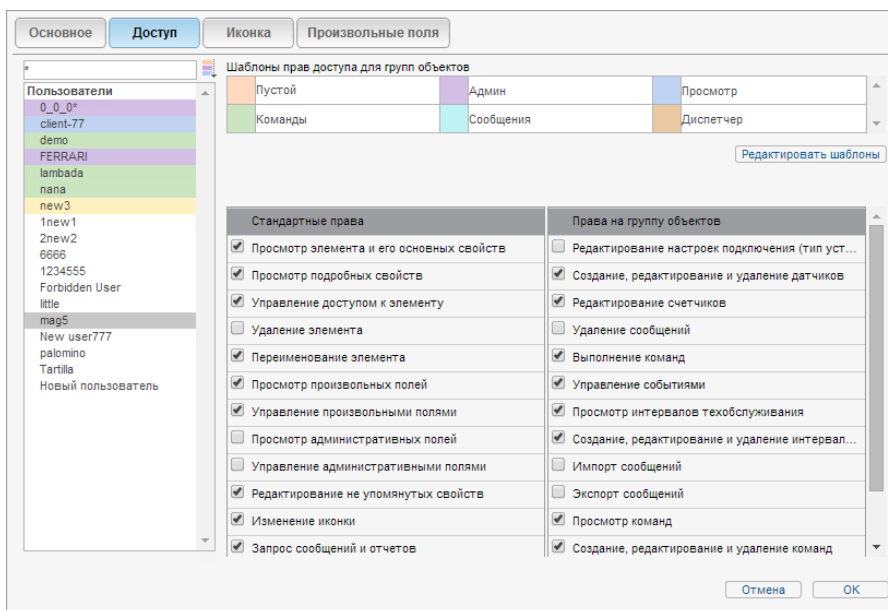 Основное Доступ Иконка Произвольные поля
*
Шаблоны прав доступа для групп объектов
Пустой Админ Просмотр
Команды Сообщения Диспетчер
Редактировать шаблоны
Пользователи
0_0_0*
client-77
demo
FERRARI
lambada
nana
new3
1new1
2new2
6666
1234555
Forbidden User
little
mag5
New user777
palomino
Tartilla
Новый пользователь
Стандартные права
Просмотр элемента и его основных свойств
Просмотр подробных свойств
Управление доступом к элементу
Удаление элемента
Переименование элемента
Просмотр произвольных полей
Управление произвольными полями
Просмотр административных полей
Управление административными полями
Редактирование не упомянутых свойств
Изменение иконки
Запрос сообщений и отчетов
Права на группу объектов
Редактирование настроек подключения (тип уст...
Создание, редактирование и удаление датчиков
Редактирование счетчиков
Удаление сообщений
Выполнение команд
Управление событиями
Просмотр интервалов техобслуживания
Создание, редактирование и удаление интервал...
Импорт сообщений
Экспорт сообщений
Просмотр команд
Создание, редактирование и удаление команд
Отмена OK